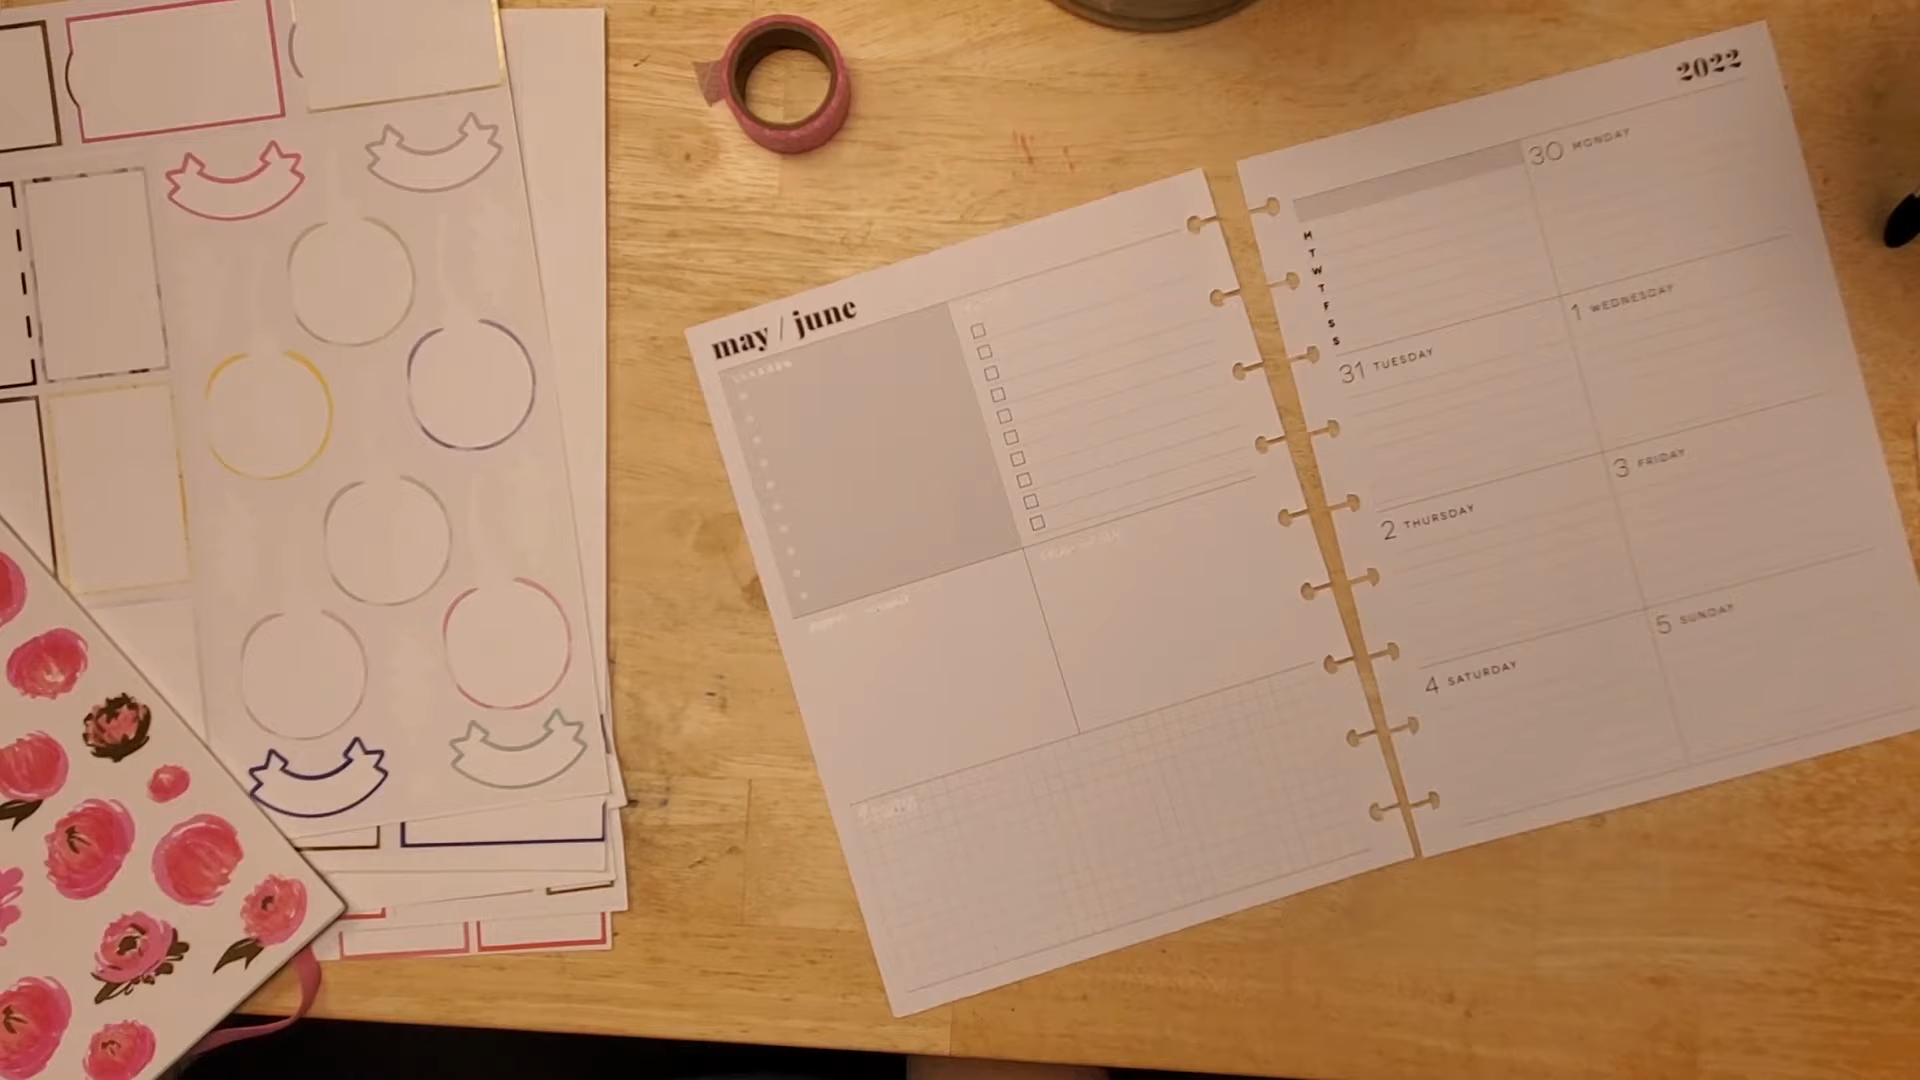 may / june
2022
M
T
W
T
F
S
S
30 MONDAY
31 TUESDAY
1 WEDNESDAY
2 THURSDAY
3 FRIDAY
4 SATURDAY
5 SUNDAY